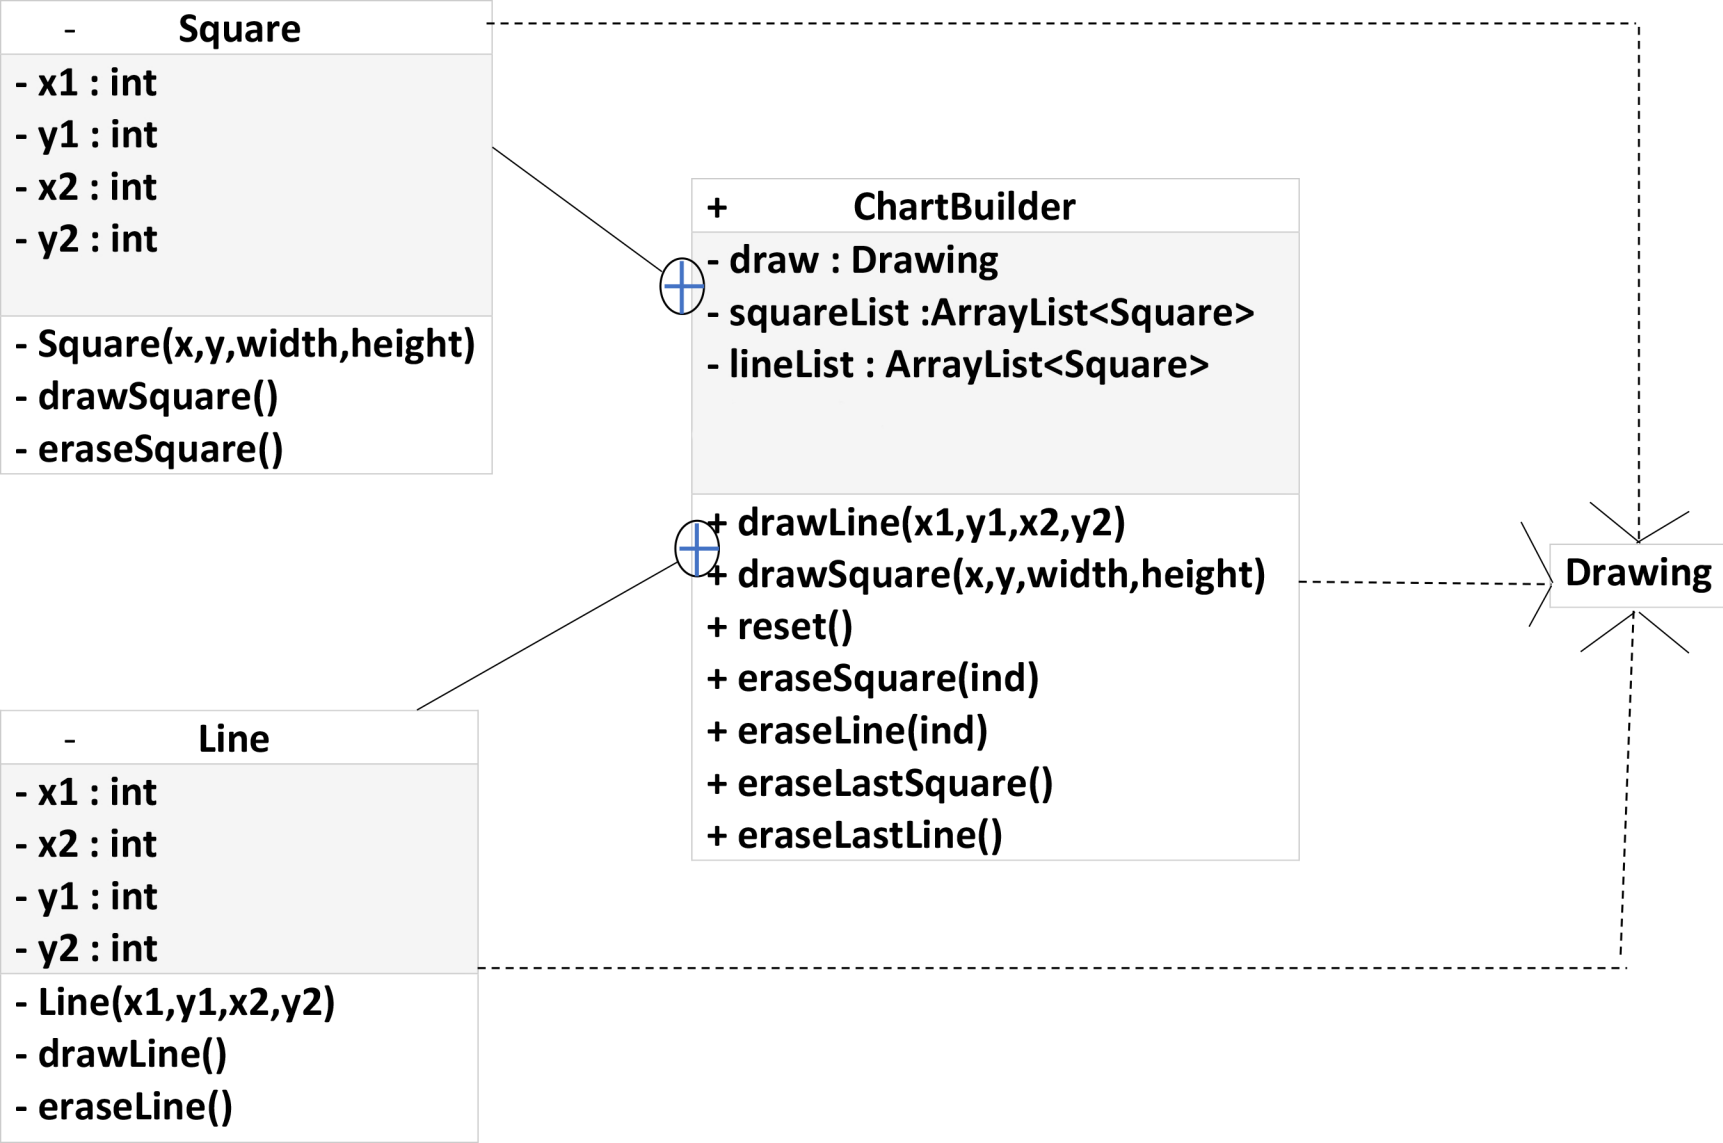 - Square
- x1 : int
- y1 : int
- x2 : int
- y2 : int
- Square(x,y,width,height)
- drawSquare()
- eraseSquare()
+ ChartBuilder
- draw : Drawing
- squareList :ArrayList<Square>
- lineList : ArrayList<Square>
+ drawLine(x1,y1,x2,y2)
+ drawSquare(x,y,width,height)
+ reset()
+ eraseSquare(ind)
+ eraseLine(ind)
+ eraseLastSquare()
+ eraseLastLine()
Drawing
- Line
- x1 : int
- x2 : int
- y1 : int
- y2 : int
- Line(x1,y1,x2,y2)
- drawLine()
- eraseLine()